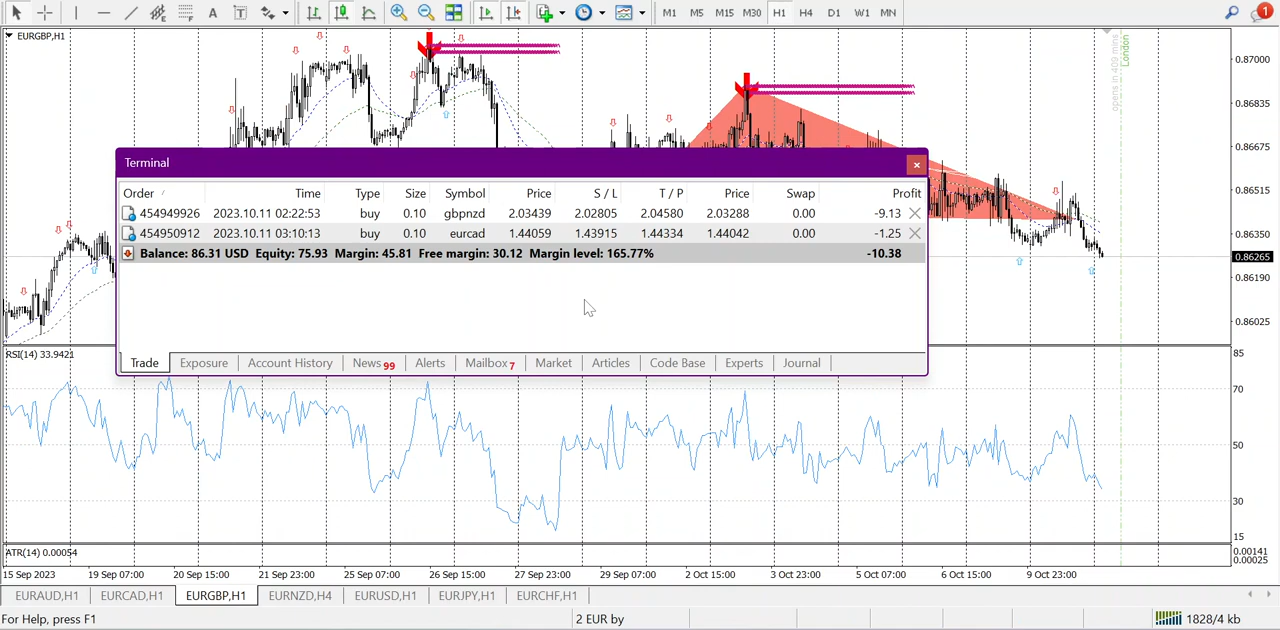 A T M1 M5 M15 M30 H1 H4 D1 W1 MN 1
EURGBP,H1
opens in 409 mins
London
0.87000
0.86835
0.86675
0.86515
0.86350
0.86265
0.86190
0.86025
Terminal
Order / Time Type Size Symbol Price S / L T / P Price Swap Profit
454949926 2023.10.11 02:22:53 buy 0.10 gbpnzd 2.03439 2.02805 2.04580 2.03288 0.00 -9.13
454950912 2023.10.11 03:10:13 buy 0.10 eurcad 1.44059 1.43915 1.44334 1.44042 0.00 -1.25
Balance: 86.31 USD Equity: 75.93 Margin: 45.81 Free margin: 30.12 Margin level: 165.77% -10.38
Trade Exposure Account History News 99 Alerts Mailbox 7 Market Articles Code Base Experts Journal
RSI(14) 33.9421
85
70
50
30
15
ATR(14) 0.00054
0.00141
0.00025
15 Sep 2023 19 Sep 07:00 20 Sep 15:00 21 Sep 23:00 25 Sep 07:00 26 Sep 15:00 27 Sep 23:00 29 Sep 07:00 2 Oct 15:00 3 Oct 23:00 5 Oct 07:00 6 Oct 15:00 9 Oct 23:00
EURAUD,H1 EURCAD,H1 EURGBP,H1 EURNZD,H4 EURUSD,H1 EURJPY,H1 EURCHF,H1
For Help, press F1 2 EUR by 1828/4 kb